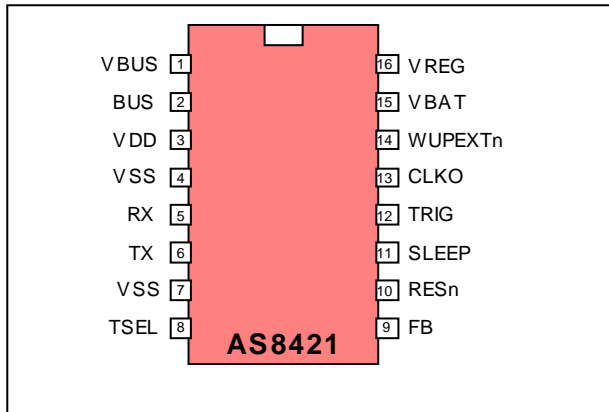 VBUS 1 16 VREG
BUS 2 15 VBAT
VDD 3 14 WUPEXTn
VSS 4 13 CLKO
RX 5 12 TRIG
TX 6 11 SLEEP
VSS 7 10 RESn
TSEL 8 9 FB
AS8421